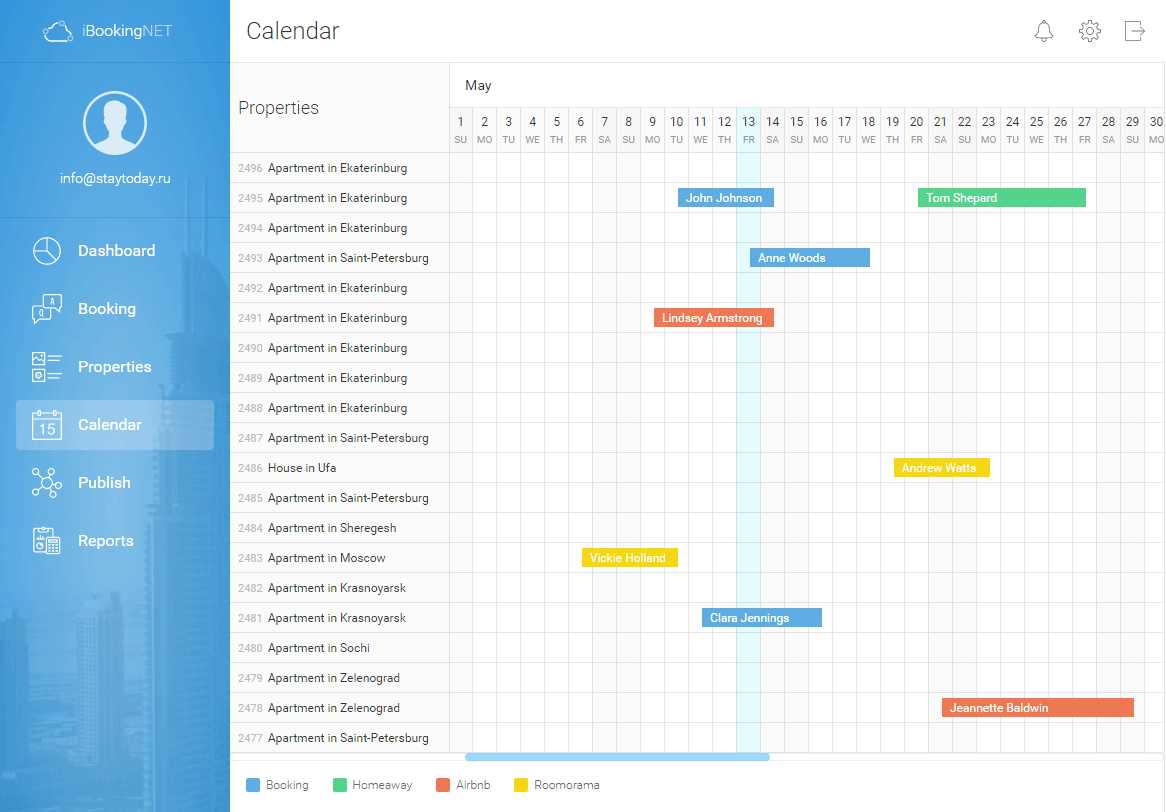 iBookingNET
Calendar
info@staytoday.ru
Dashboard
Booking
Properties
15
Calendar
Publish
Reports
Properties
May
1 2 3 4 5 6 7 8 9 10 11 12 13 14 15 16 17 18 19 20 21 22 23 24 25 26 27 28 29 30
SU MO TU WE TH FR SA SU MO TU WE TH FR SA SU MO TU WE TH FR SA SU MO TU WE TH FR SA SU MO
2496 Apartment in Ekaterinburg
2495 Apartment in Ekaterinburg John Johnson Tom Shepard
2494 Apartment in Ekaterinburg
2493 Apartment in Saint-Petersburg Anne Woods
2492 Apartment in Ekaterinburg
2491 Apartment in Ekaterinburg Lindsey Armstrong
2490 Apartment in Ekaterinburg
2489 Apartment in Ekaterinburg
2488 Apartment in Ekaterinburg
2487 Apartment in Saint-Petersburg
2486 House in Ufa Andrew Watts
2485 Apartment in Saint-Petersburg
2484 Apartment in Sheregesh
2483 Apartment in Moscow Vickie Holland
2482 Apartment in Krasnoyarsk
2481 Apartment in Krasnoyarsk Clara Jennings
2480 Apartment in Sochi
2479 Apartment in Zelenograd
2478 Apartment in Zelenograd Jeannette Baldwin
2477 Apartment in Saint-Petersburg
Booking Homeaway Airbnb Roomorama